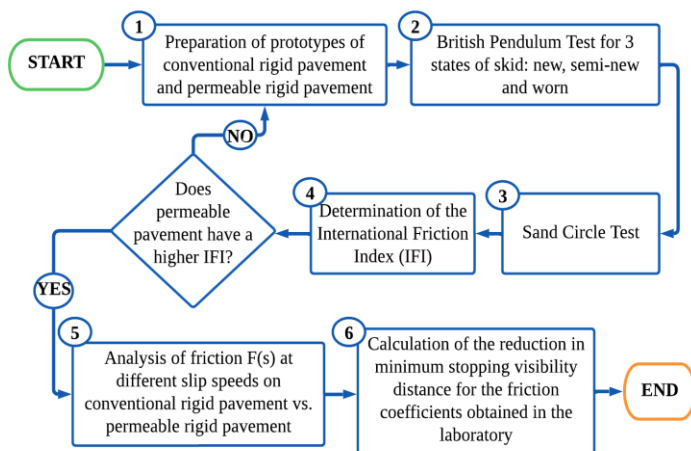 START
1
Preparation of prototypes of
conventional rigid pavement
and permeable rigid pavement
2
British Pendulum Test for 3
states of skid: new, semi-new
and worn
3
Sand Circle Test
4
Determination of the
International Friction
Index (IFI)
Does
permeable
pavement have a
higher IFI?
NO
YES
5
Analysis of friction F(s) at
different slip speeds on
conventional rigid pavement vs.
permeable rigid pavement
6
Calculation of the reduction in
minimum stopping visibility
distance for the friction
coefficients obtained in the
laboratory
END